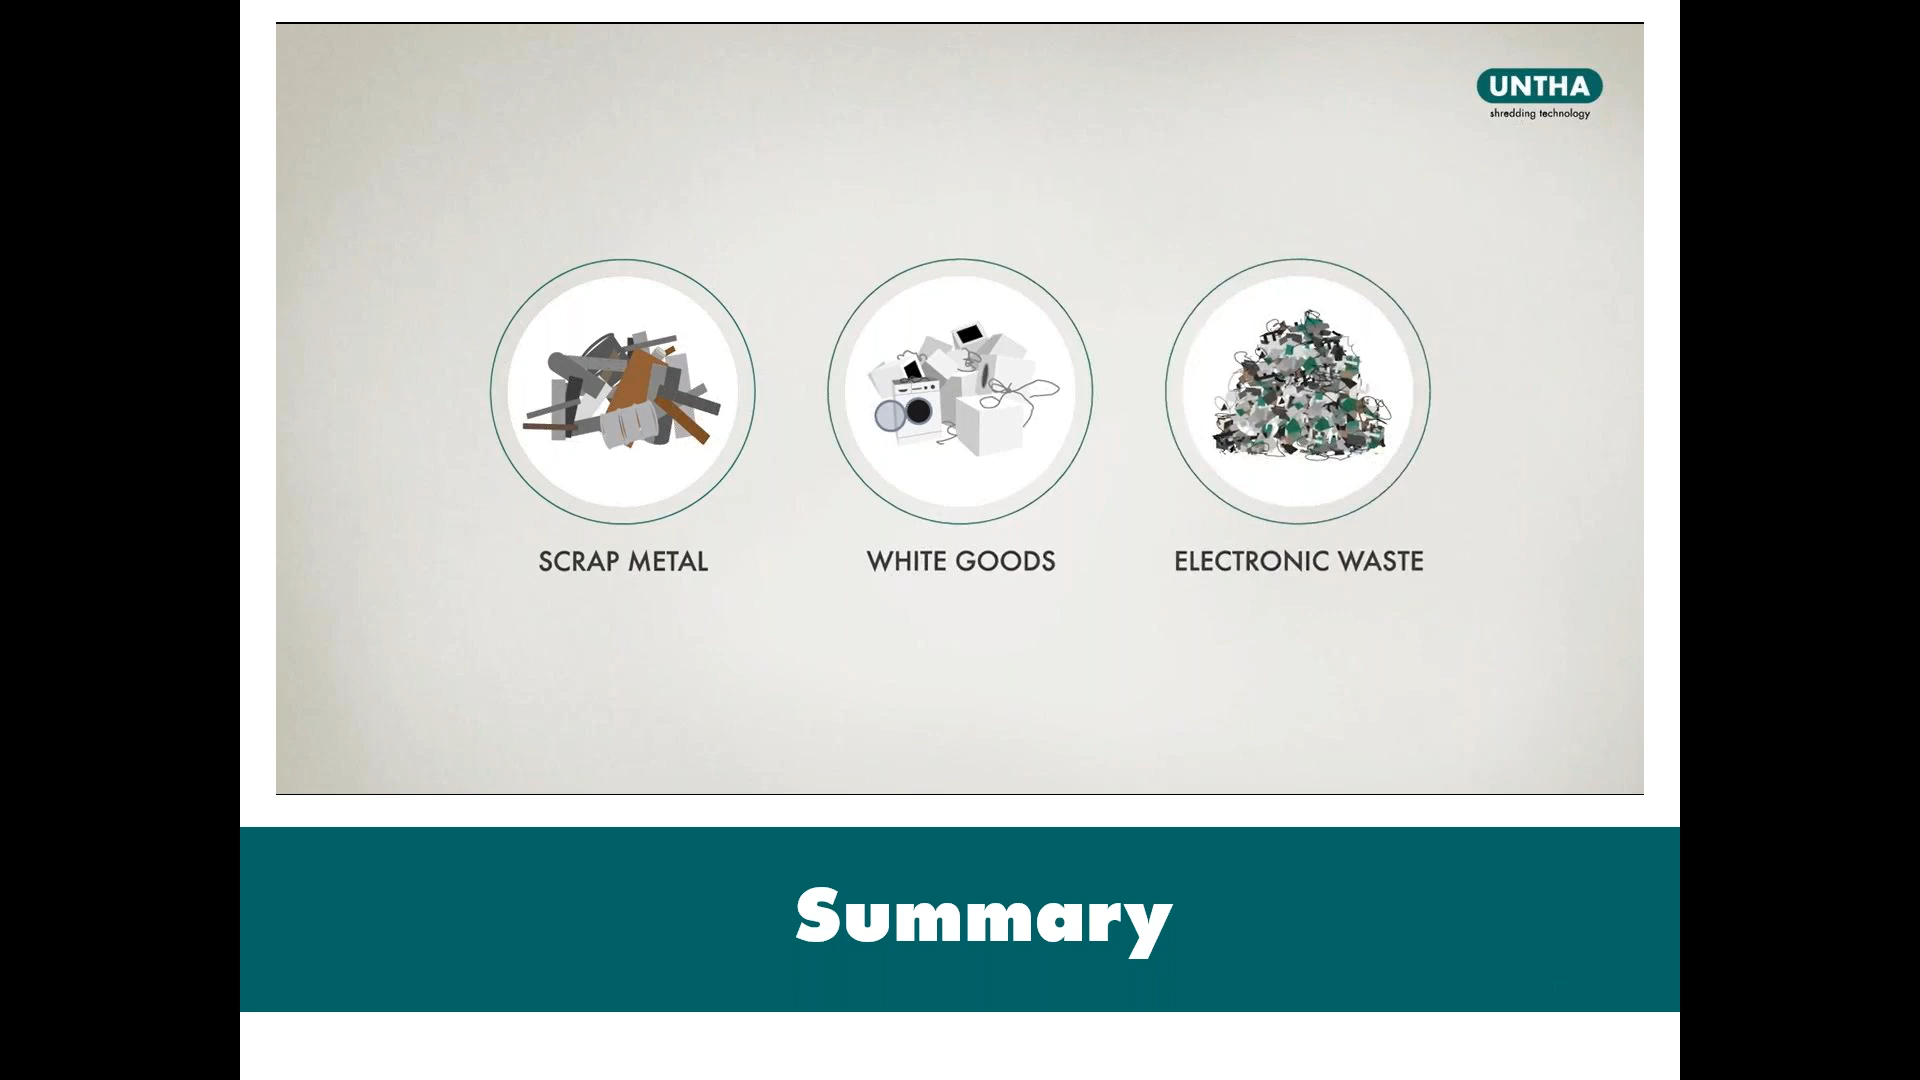 UNTHA
shredding technology
SCRAP METAL
WHITE GOODS
ELECTRONIC WASTE
Summary